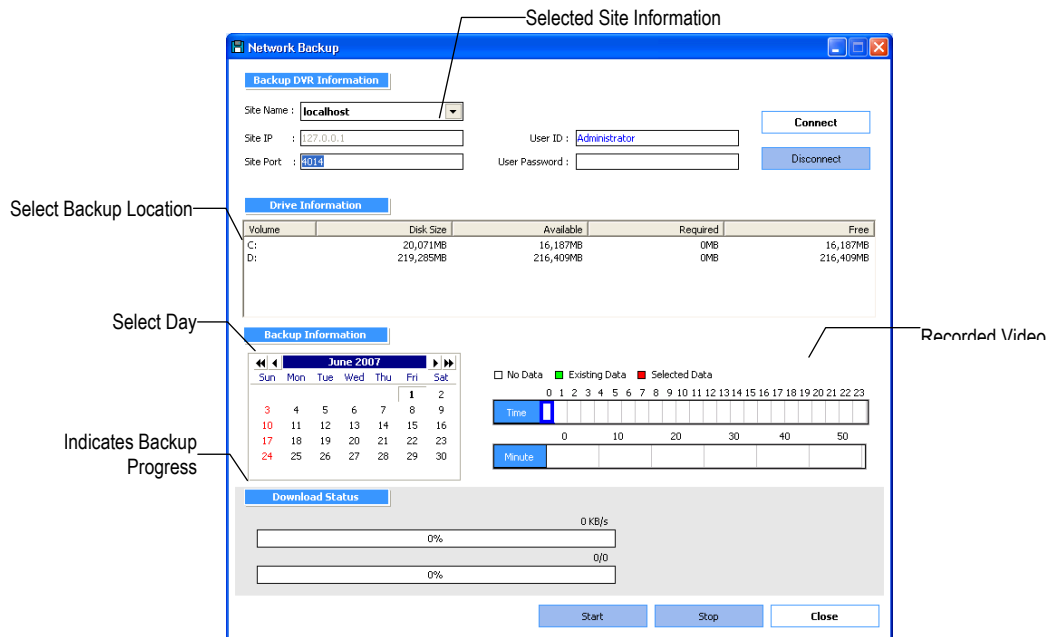 Selected Site Information
Network Backup
Backup DVR Information
Site Name : localhost
Connect
Site IP : 127.0.0.1 User ID : Administrator
Site Port : 4014 User Password : Disconnect
Select Backup Location
Drive Information
Volume Disk Size Available Required Free
C: 20,071MB 16,187MB 0MB 16,187MB
D: 219,285MB 216,409MB 0MB 216,409MB
Select Day
Backup Information
Recorded Video
June 2007
Sun Mon Tue Wed Thu Fri Sat
1 2
3 4 5 6 7 8 9
10 11 12 13 14 15 16
17 18 19 20 21 22 23
24 25 26 27 28 29 30
No Data Existing Data Selected Data
0 1 2 3 4 5 6 7 8 9 10 11 12 13 14 15 16 17 18 19 20 21 22 23
Time
0 10 20 30 40 50
Minute
Indicates Backup
Progress
Download Status
0 KB/s
0%
0/0
0%
Start Stop Close